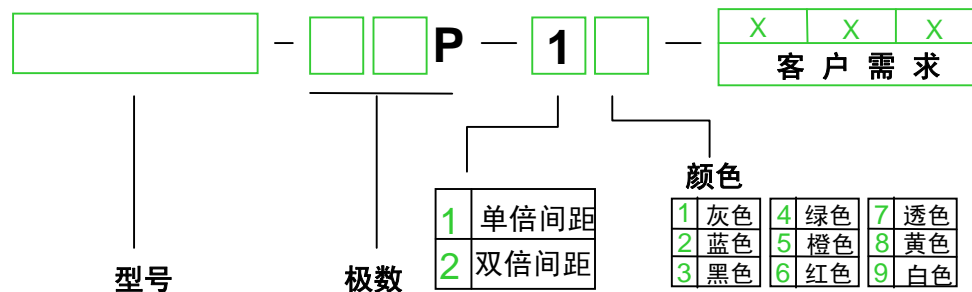 – P — 1 — X X X
客户需求
颜色
1 单倍间距
2 双倍间距
1 灰色 4 绿色 7 透色
2 蓝色 5 橙色 8 黄色
3 黑色 6 红色 9 白色
型号 极数